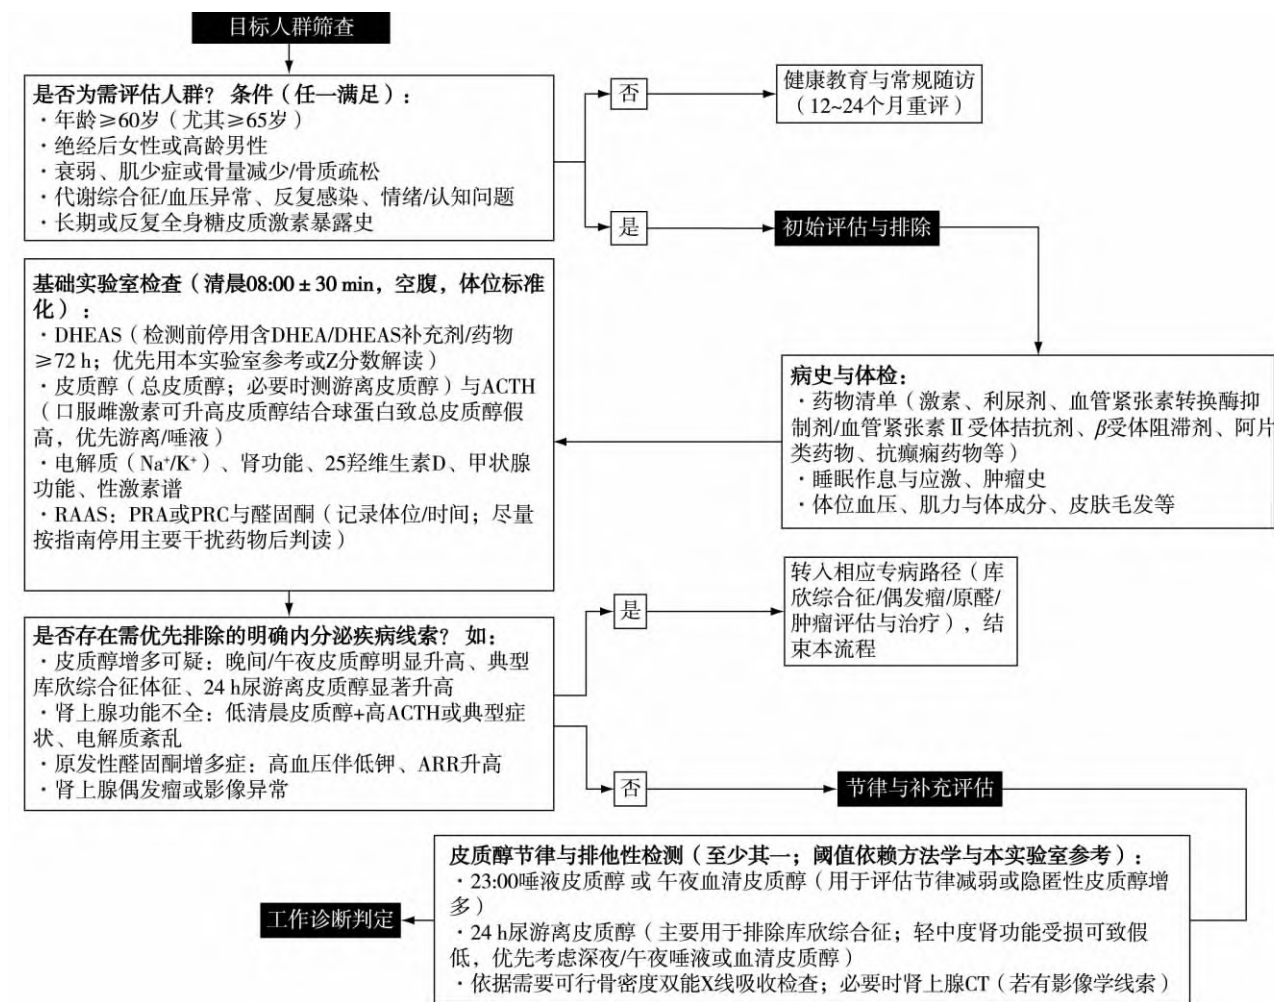 目标人群筛查
是否为需评估人群？条件（任一满足）：
·年龄≥60岁（尤其≥65岁）
·绝经后女性或高龄男性
·衰弱、肌少症或骨量减少/骨质疏松
·代谢综合征/血压异常、反复感染、情绪/认知问题
·长期或反复全身糖皮质激素暴露史
否
健康教育与常规随访
（12~24个月重评）
是
初始评估与排除
病史与体检：
·药物清单（激素、利尿剂、血管紧张素转换酶抑
制剂/血管紧张素Ⅱ受体拮抗剂、β受体阻滞剂、阿片
类药物、抗癫痫药物等）
·睡眠作息与应激、肿瘤史
·体位血压、肌力与体成分、皮肤毛发等
基础实验室检查（清晨08:00±30 min，空腹，体位标准
化）：
·DHEAS（检测前停用含DHEA/DHEAS补充剂/药物
≥72 h；优先用本实验室参考或Z分数解读）
·皮质醇（总皮质醇；必要时测游离皮质醇）与ACTH
（口服雌激素可升高皮质醇结合球蛋白致总皮质醇假
高，优先游离/唾液）
·电解质（Na⁺/K⁺）、肾功能、25羟维生素D、甲状腺
功能、性激素谱
·RAAS：PRA或PRC与醛固酮（记录体位/时间；尽量
按指南停用主要干扰药物后判读）
是否存在需优先排除的明确内分泌疾病线索？如：
·皮质醇增多可疑：晚间/午夜皮质醇明显升高、典型
库欣综合征体征、24 h尿游离皮质醇显著升高
·肾上腺功能不全：低清晨皮质醇+高ACTH或典型症
状、电解质紊乱
·原发性醛固酮增多症：高血压伴低钾、ARR升高
·肾上腺偶发瘤或影像异常
是
转入相应专病路径（库
欣综合征/偶发瘤/原醛/
肿瘤评估与治疗），结
束本流程
否
节律与补充评估
皮质醇节律与排他性检测（至少其一；阈值依赖方法学与本实验室参考）：
·23:00唾液皮质醇 或 午夜血清皮质醇（用于评估节律减弱或隐匿性皮质醇增
多）
·24 h尿游离皮质醇（主要用于排除库欣综合征；轻中度肾功能受损可致假
低，优先考虑深夜/午夜唾液或血清皮质醇）
·依据需要可行骨密度双能X线吸收检查；必要时肾上腺CT（若有影像学线索）
工作诊断判定